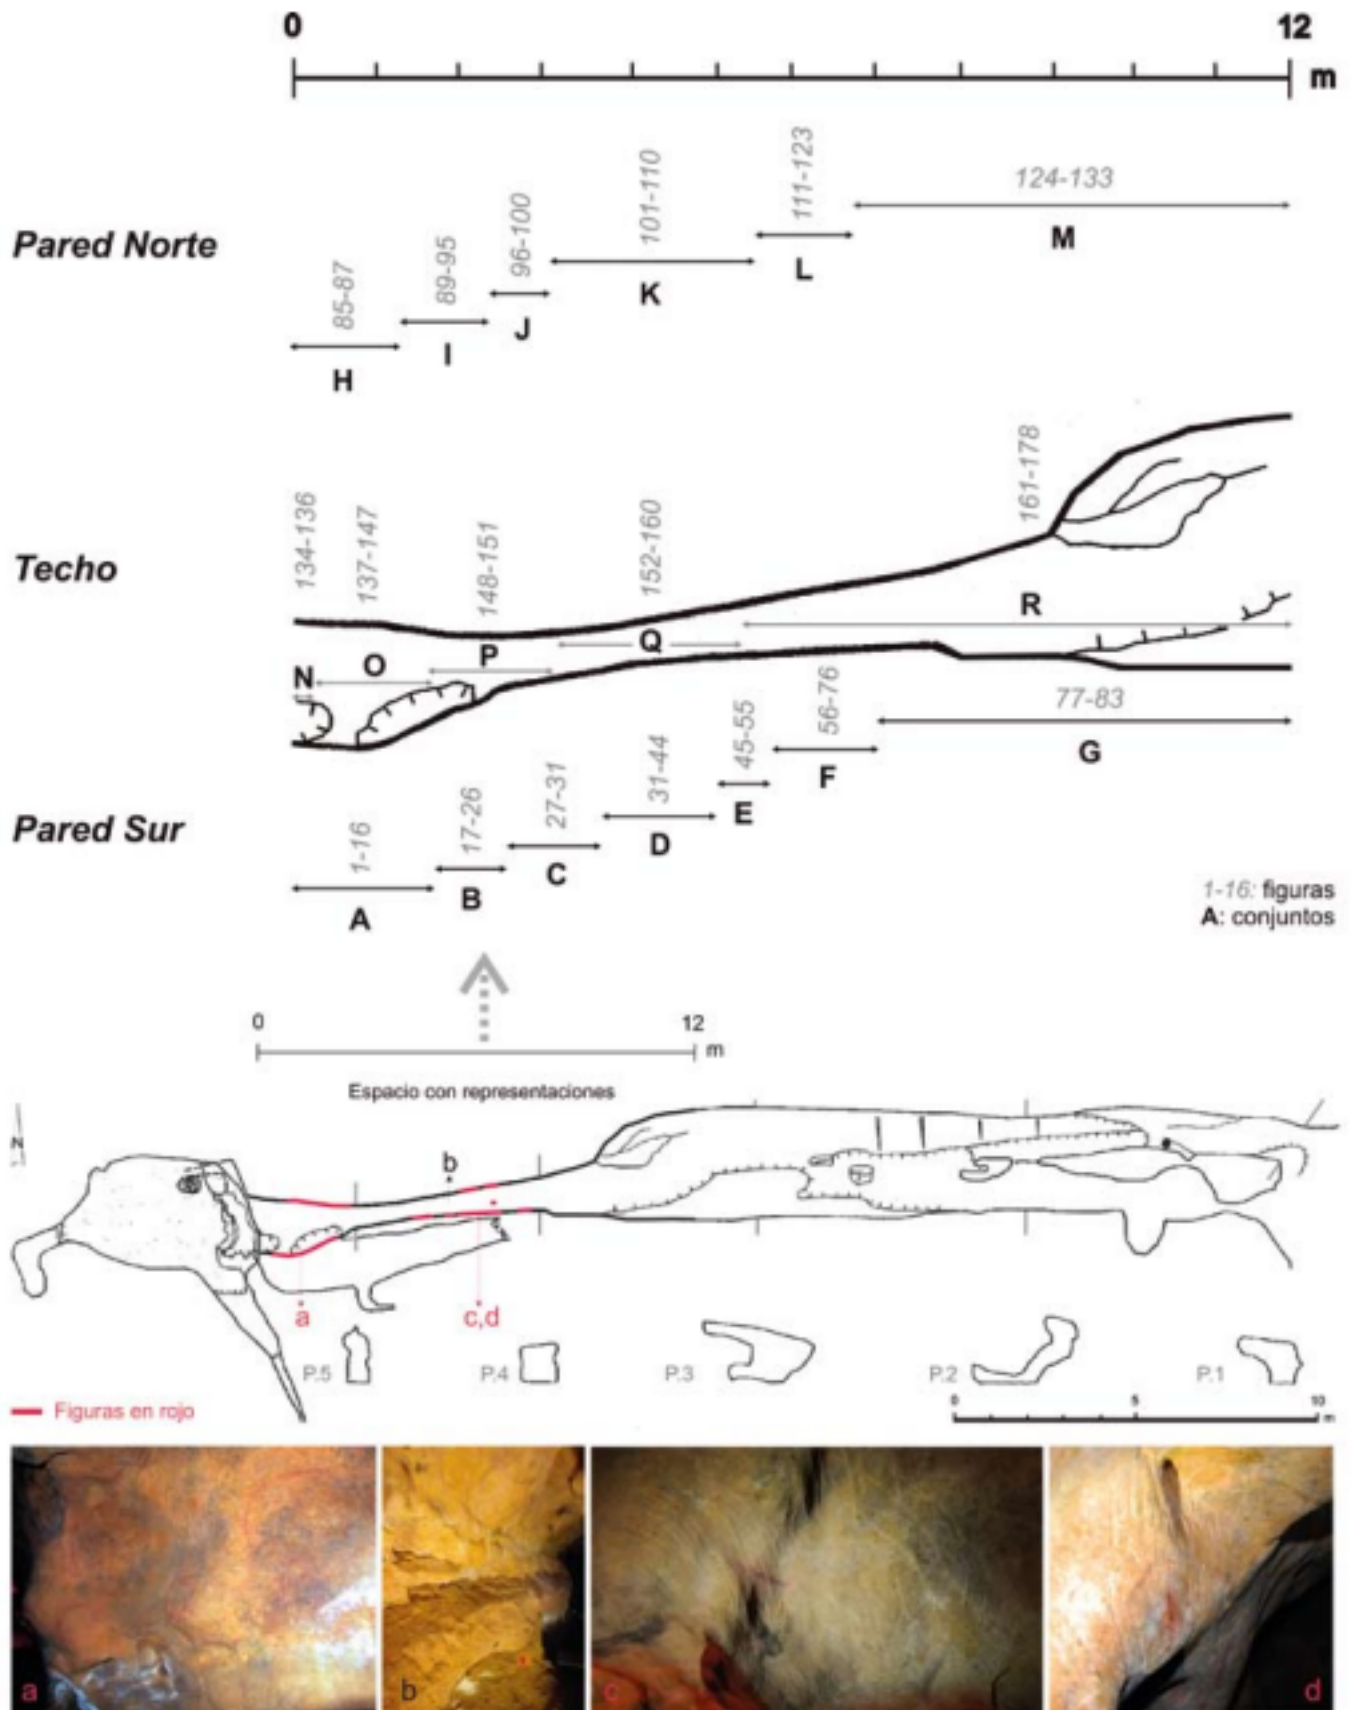 0 12
m
Pared Norte
85-87
89-95
96-100
101-110
111-123
124-133
H
I
J
K
L
M
Techo
134-136
137-147
148-151
152-160
161-178
N
O
P
Q
R
Pared Sur
1-16
17-26
27-31
31-44
45-55
56-76
77-83
A
B
C
D
E
F
G
1-16: figuras
A: conjuntos
0 12
m
Espacio con representaciones
N
b
a
c,d
P.5
P.4
P.3
P.2
P.1
0 5 10
m
Figuras en rojo
a
b
c
d